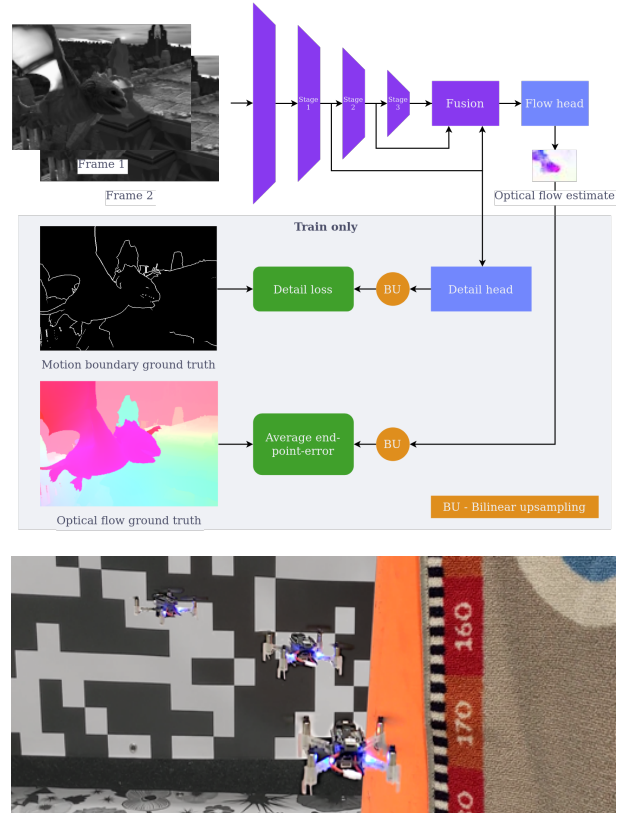 Stage
1
Stage
2
Stage
3
Fusion
Flow head
Frame 1
Frame 2
Optical flow estimate
Train only
Detail loss
BU
Detail head
Motion boundary ground truth
Average end-
point-error
BU
Optical flow ground truth
BU - Bilinear upsampling
160
170